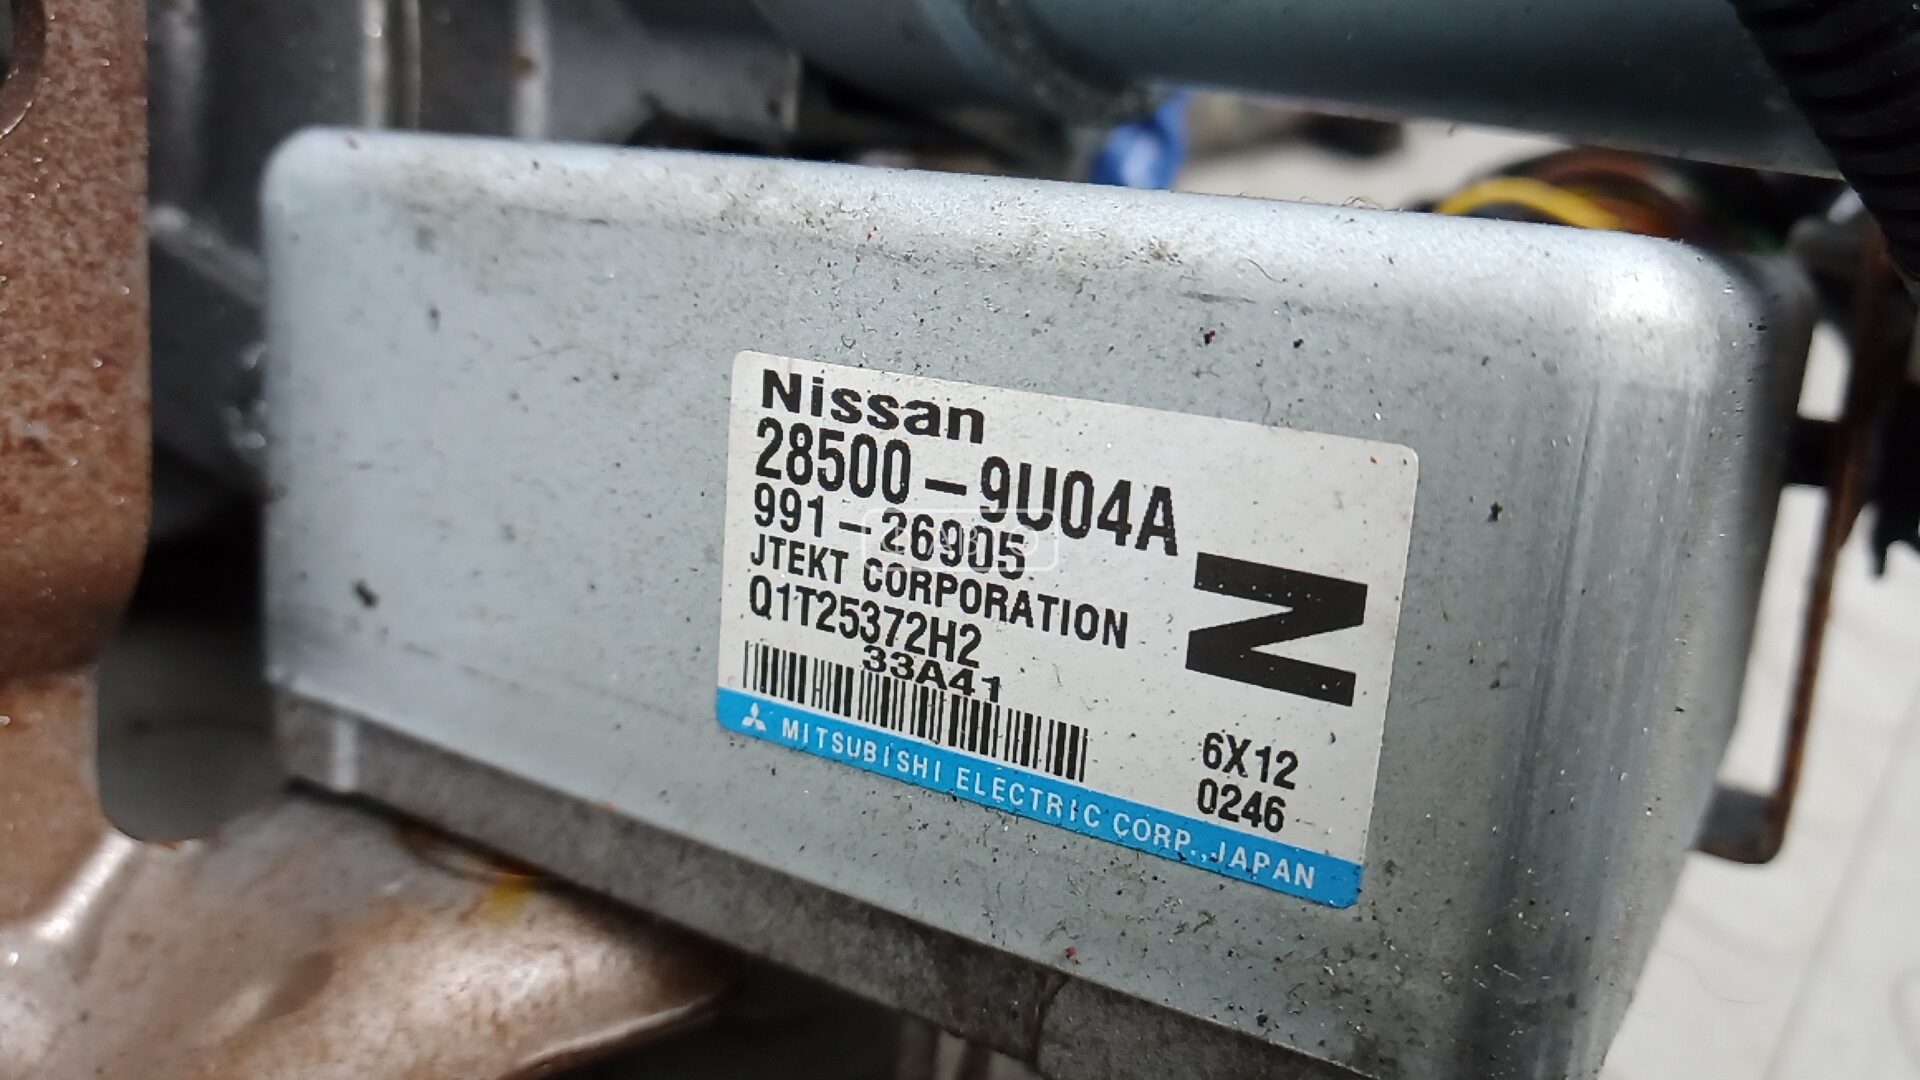 Nissan
28500-9U04A
991-26905
JTEKT CORPORATION
Q1T25372H2
33A41
N
6X12
0246
MITSUBISHI ELECTRIC CORP., JAPAN